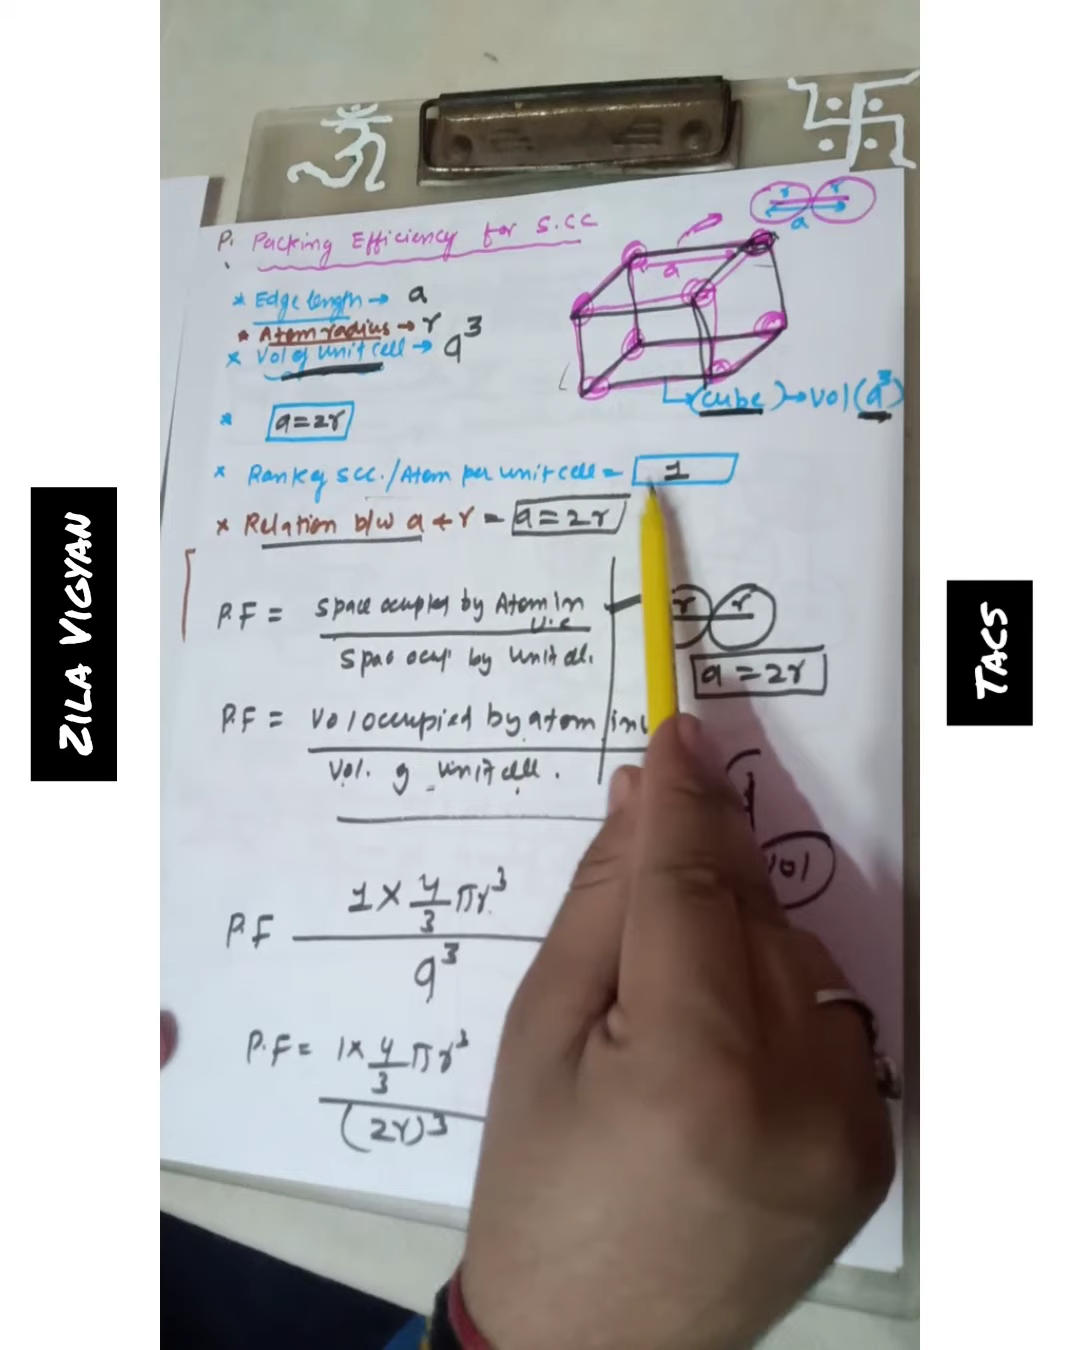 ZILA VIGYAN
TACS
ॐ
P. Packing Efficiency for S.CC
r r
a
* Edge length → a
* Atom radius → r
* Vol of unit cell → a³
a
(cube) → Vol (a³)
* a=2r
* Rank of scc./Atom per unit cell = 1
* Relation b/w a & r = a=2r
P.F = Space occupied by Atom in u.c
Spac occup by Unit cell.
r r
a = 2r
P.F = Vol occupied by atom in u
Vol. of unit cell.
P.F 1 × 4/3 πr³
a³
P.F = 1× 4/3 πr³
(2r)³